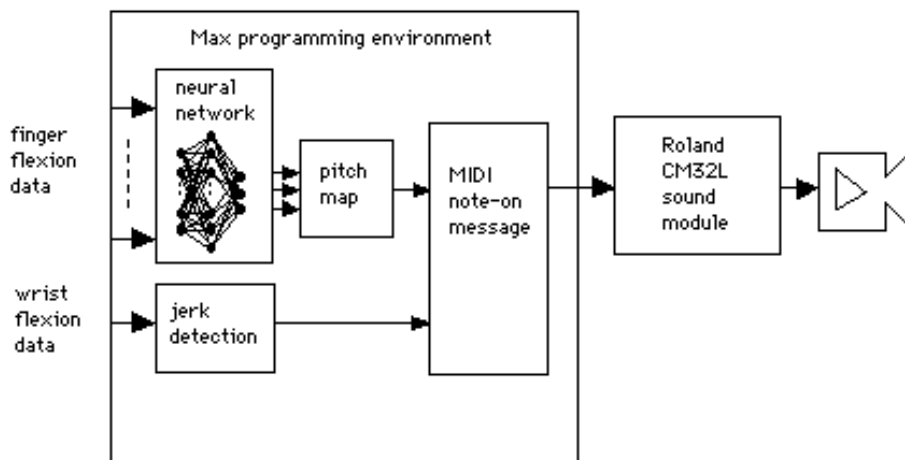 Max programming environment
neural
network
finger
flexion
data
pitch
map
MIDI
note-on
message
Roland
CM32L
sound
module
wrist
flexion
data
jerk
detection